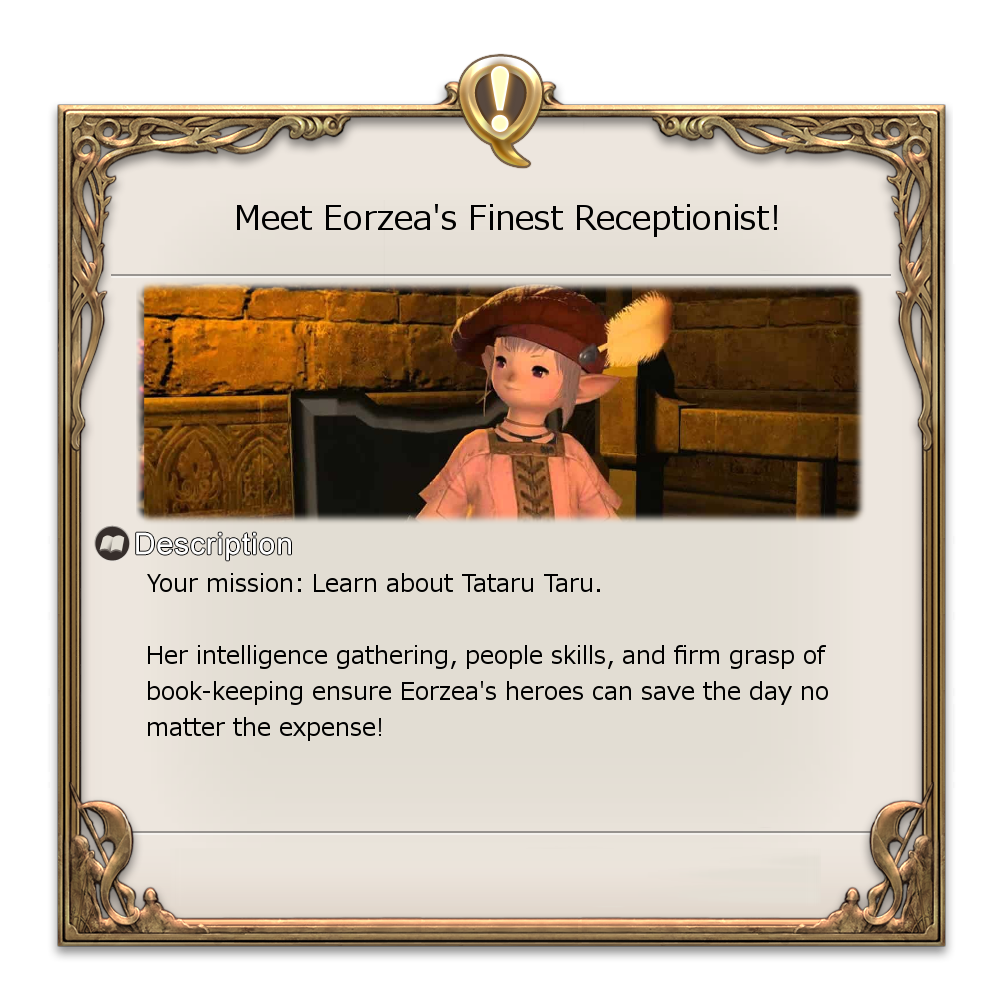 Meet Eorzea's Finest Receptionist!
Description
Your mission: Learn about Tataru Taru.
Her intelligence gathering, people skills, and firm grasp of
book-keeping ensure Eorzea's heroes can save the day no
matter the expense!